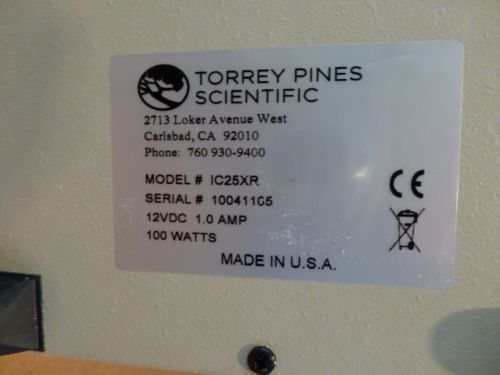 TORREY PINES
SCIENTIFIC
2713 Loker Avenue West
Carlsbad, CA 92010
Phone: 760 930-9400
MODEL # IC25XR
SERIAL # 10041105
12VDC 1.0 AMP
100 WATTS
CE
MADE IN U.S.A.